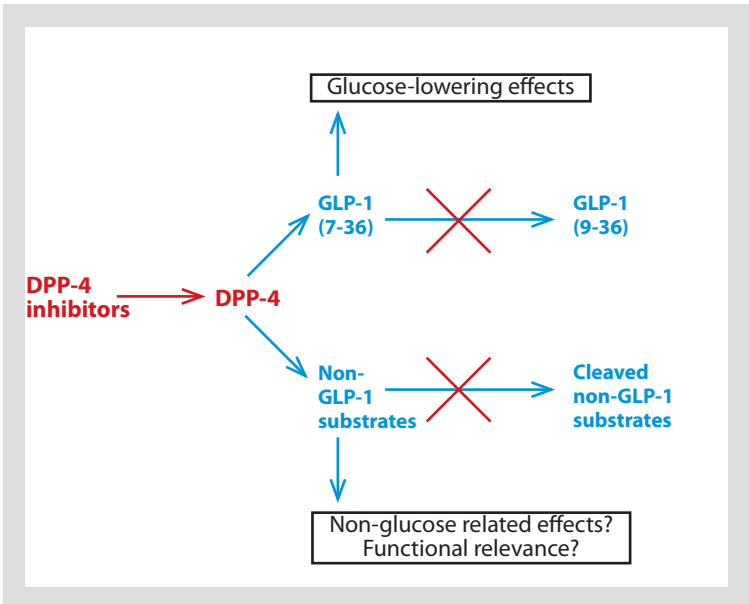 Glucose-lowering effects
GLP-1
(7-36)
GLP-1
(9-36)
DPP-4
inhibitors
DPP-4
Non-
GLP-1
substrates
Cleaved
non-GLP-1
substrates
Non-glucose related effects?
Functional relevance?